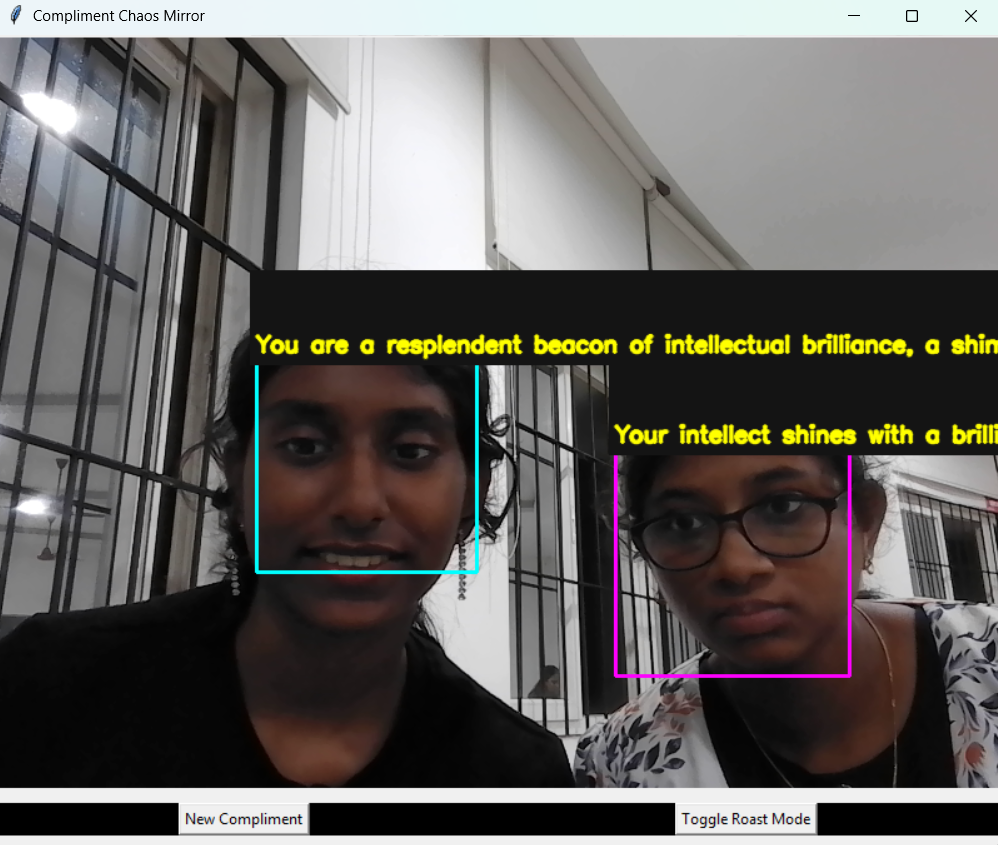 Compliment Chaos Mirror
You are a resplendent beacon of intellectual brilliance, a shin
Your intellect shines with a brilli
New Compliment
Toggle Roast Mode